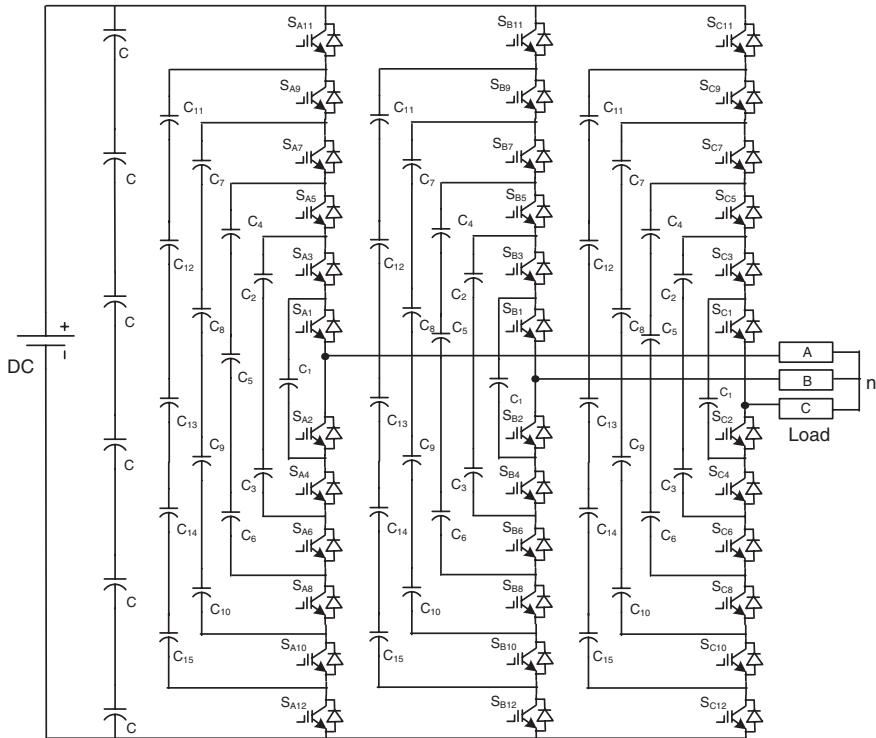 S_A11 S_B11 S_C11
C
S_A9 S_B9 S_C9
C_11 C_11 C_11
S_A7 S_B7 S_C7
C C_7 C_7 C_7
S_A5 S_B5 S_C5
C_4 C_4 C_4
S_A3 S_B3 S_C3
C_12 C_12 C_12
C_2 C_2 C_2
S_A1 S_B1 S_C1
C C_8 C_8 C_8
+
C_5 C_5 C_5
-
DC
A
C_1 C_1 C_1
B n
C
S_A2 S_B2 S_C2
C_13 C_13 C_13
Load
C C_9 C_9 C_9
S_A4 S_B4 S_C4
C_3 C_3 C_3
C_14 C_14 C_14
S_A6 S_B6 S_C6
C_6 C_6 C_6
S_A8 S_B8 S_C8
C C_10 C_10 C_10
S_A10 S_B10 S_C10
C_15 C_15 C_15
S_A12 S_B12 S_C12
C